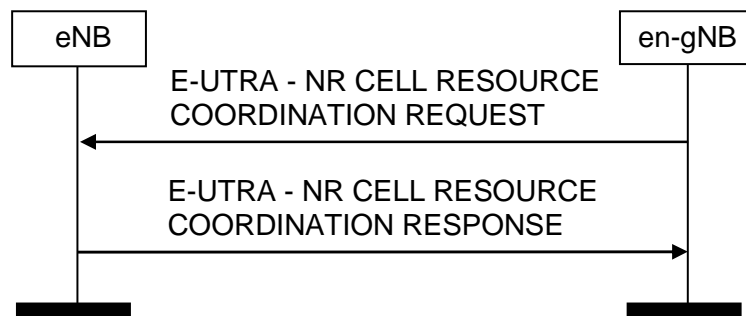 eNB
en-gNB
E-UTRA - NR CELL RESOURCE
COORDINATION REQUEST
E-UTRA - NR CELL RESOURCE
COORDINATION RESPONSE